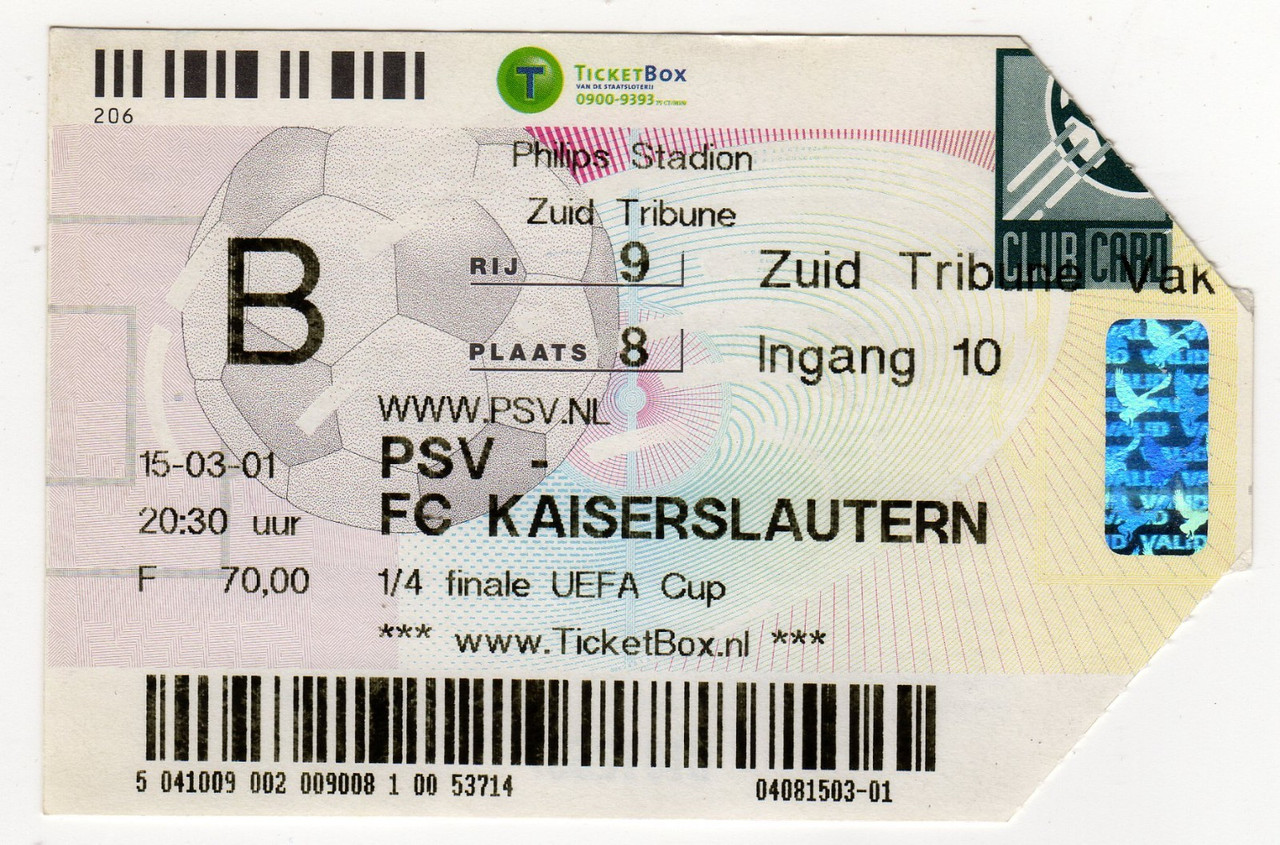 206
T TICKETBOX
VAN DE STAATSLOTERIJ
0900-9393
CLUB CARD
Philips Stadion
Zuid Tribune
B
RIJ 9
Zuid Tribune Vak
PLAATS 8
Ingang 10
WWW.PSV.NL
15-03-01
PSV -
20:30 uur
FC KAISERSLAUTERN
F 70,00
1/4 finale UEFA Cup
*** www.TicketBox.nl ***
VALID
5 041009 002 009008 1 00 53714
04081503-01